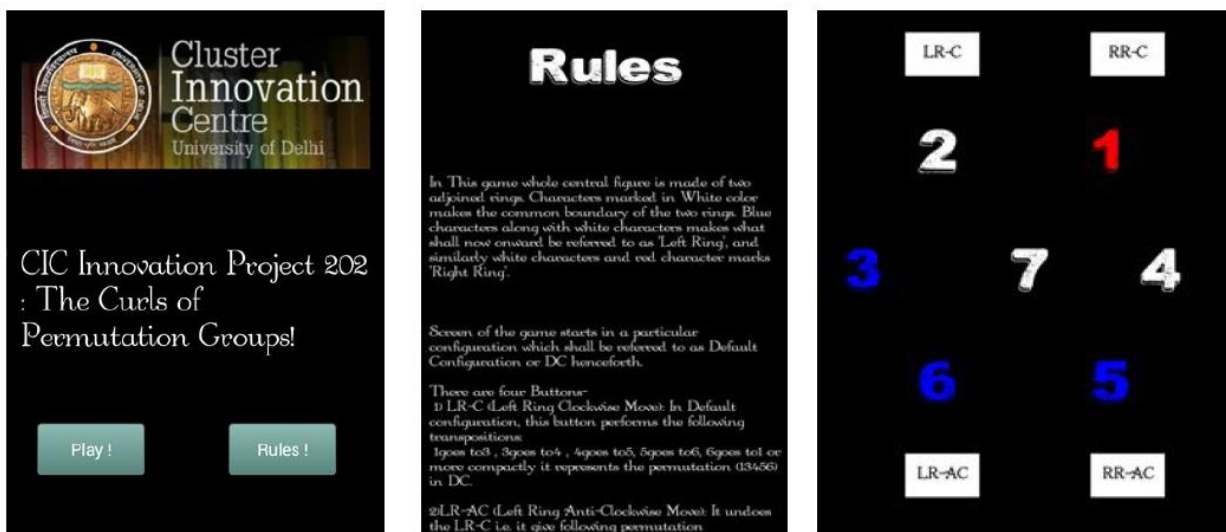 Cluster
Innovation
Centre
University of Delhi
CIC Innovation Project 202
: The Curls of
Permutation Groups!
Play !
Rules !
Rules
In This game whole central figure is made of two
adjoined rings. Characters marked in White color
makes the common boundary of the two rings. Blue
characters along with white characters makes what
shall now onward be referred to as 'Left Ring', and
similarly white characters and red character marks
'Right Ring'.
Screen of the game starts in a particular
configuration which shall be referred to as Default
Configuration or DC henceforth.
There are four Buttons-
1) LR-C (Left Ring Clockwise Move): In Default
configuration, this button performs the following
transpositions:
1goes to3 , 3goes to4 , 4goes to5, 5goes to6, 6goes to1 or
more compactly it represents the permutation (13456)
in DC.
2)LR-AC (Left Ring Anti-Clockwise Move): It undoes
the LR-C i.e. it give following permutation
LR-C
RR-C
2
1
3
7
4
6
5
LR-AC
RR-AC